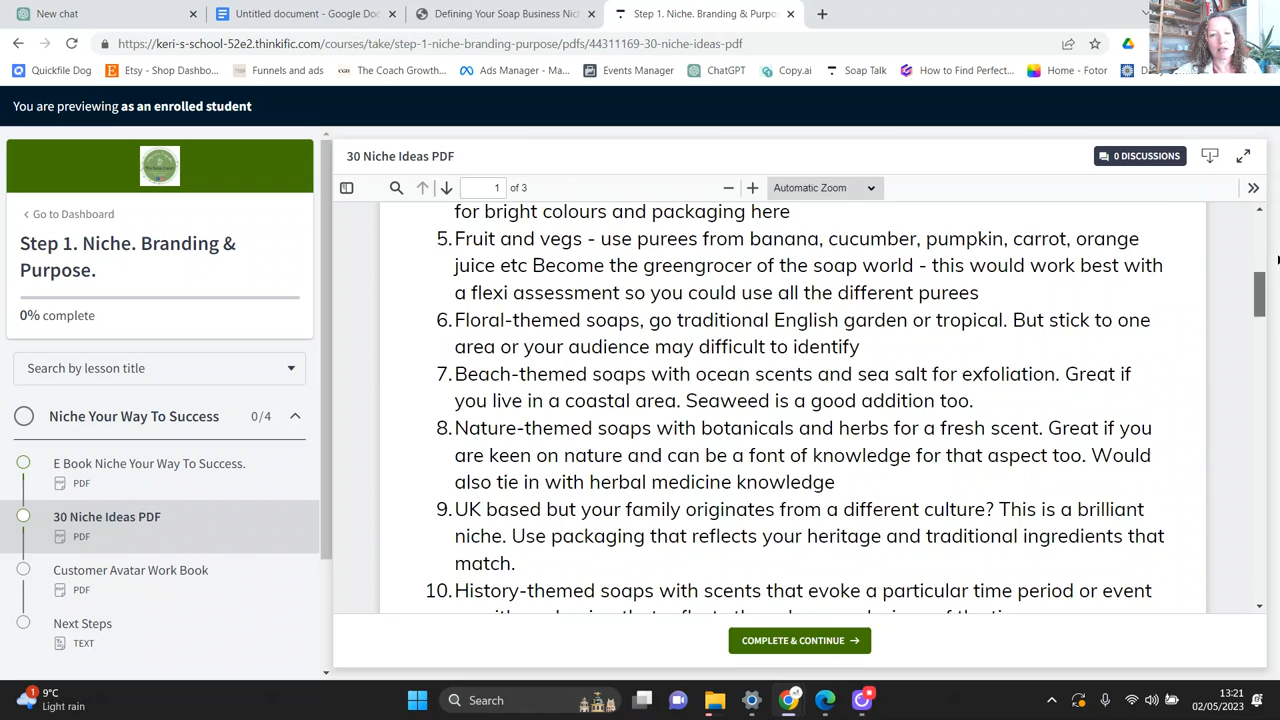 New chat
Untitled document - Google Doc
Defining Your Soap Business Nich
Step 1. Niche. Branding & Purpos
https://keri-s-school-52e2.thinkific.com/courses/take/step-1-niche-branding-purpose/pdfs/44311169-30-niche-ideas-pdf
Quickfile Dog
Etsy - Shop Dashbo...
Funnels and ads
The Coach Growth...
Ads Manager - Ma...
Events Manager
ChatGPT
Copy.ai
Soap Talk
How to Find Perfect...
Home - Fotor
You are previewing as an enrolled student
Go to Dashboard
Step 1. Niche. Branding &
Purpose.
0% complete
Search by lesson title
Niche Your Way To Success 0/4
E Book Niche Your Way To Success.
PDF
30 Niche Ideas PDF
PDF
Customer Avatar Work Book
PDF
Next Steps
TEXT
30 Niche Ideas PDF
0 DISCUSSIONS
1 of 3
Automatic Zoom
for bright colours and packaging here
5. Fruit and vegs - use purees from banana, cucumber, pumpkin, carrot, orange
juice etc Become the greengrocer of the soap world - this would work best with
a flexi assessment so you could use all the different purees
6. Floral-themed soaps, go traditional English garden or tropical. But stick to one
area or your audience may difficult to identify
7. Beach-themed soaps with ocean scents and sea salt for exfoliation. Great if
you live in a coastal area. Seaweed is a good addition too.
8. Nature-themed soaps with botanicals and herbs for a fresh scent. Great if you
are keen on nature and can be a font of knowledge for that aspect too. Would
also tie in with herbal medicine knowledge
9. UK based but your family originates from a different culture? This is a brilliant
niche. Use packaging that reflects your heritage and traditional ingredients that
match.
10. History-themed soaps with scents that evoke a particular time period or event
COMPLETE & CONTINUE
1
9°C
Light rain
Search
13:21
02/05/2023